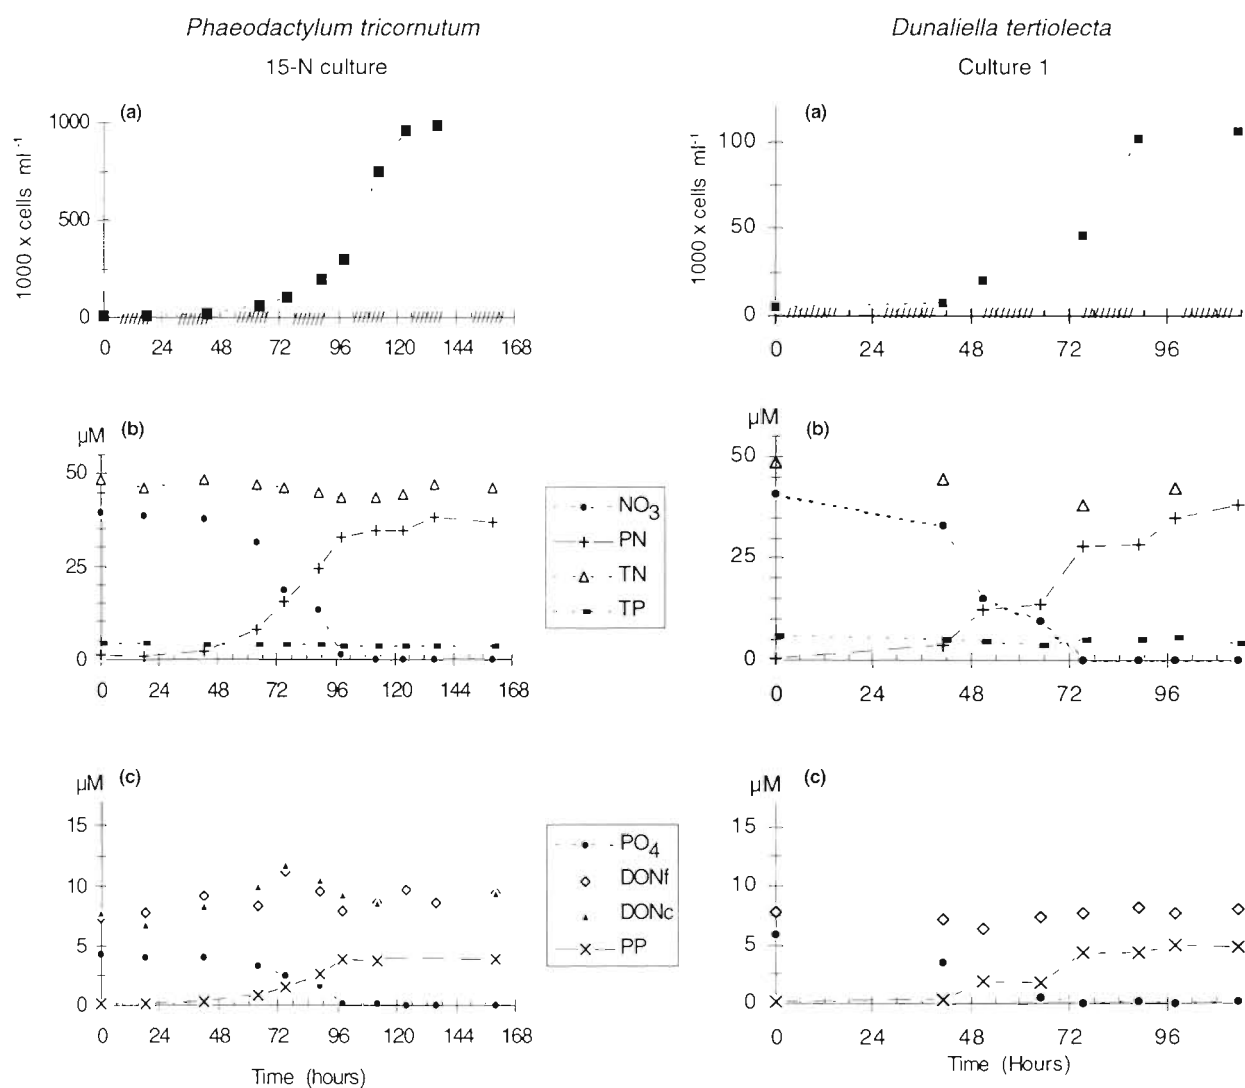 Phaeodactylum tricornutum
15-N culture
(a)
1000 x cells ml⁻¹
1000
500
0
0 24 48 72 96 120 144 168
µM (b)
50
25
0
0 24 48 72 96 120 144 168
NO₃
PN
TN
TP
µM (c)
15
10
5
0
0 24 48 72 96 120 144 168
Time (hours)
PO₄
DONf
DONc
PP
Dunaliella tertiolecta
Culture 1
(a)
1000 x cells ml⁻¹
100
50
0
0 24 48 72 96
µM (b)
50
25
0
0 24 48 72 96
µM (c)
15
10
5
0
0 24 48 72 96
Time (Hours)